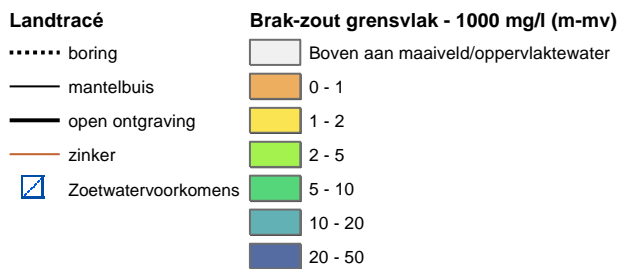 Landtracé
boring
mantelbuis
open ontgraving
zinker
Zoetwatervoorkomens
Brak-zout grensvlak - 1000 mg/l (m-mv)
Boven aan maaiveld/oppervlaktewater
0 - 1
1 - 2
2 - 5
5 - 10
10 - 20
20 - 50